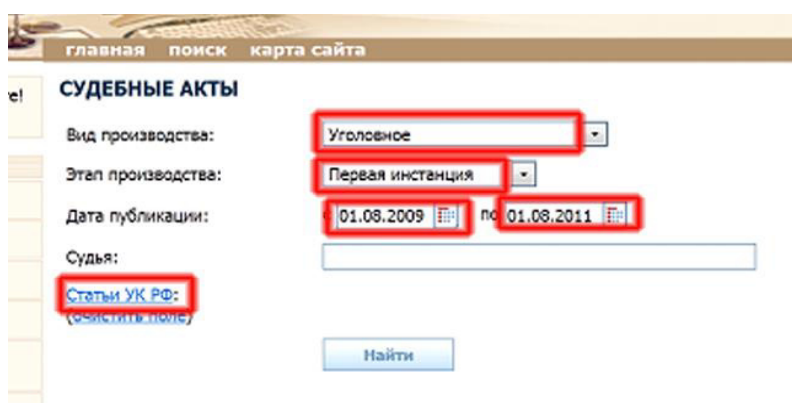 главная поиск карта сайта
СУДЕБНЫЕ АКТЫ
Вид производства: Уголовное
Этап производства: Первая инстанция
Дата публикации: с 01.08.2009 по 01.08.2011
Судья:
Статьи УК РФ:
(очистить поле)
Найти